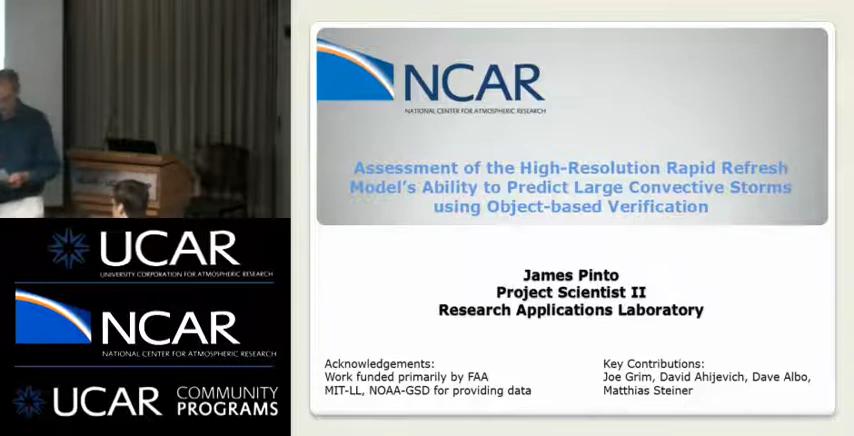 NCAR
NATIONAL CENTER FOR ATMOSPHERIC RESEARCH
Assessment of the High-Resolution Rapid Refresh
Model's Ability to Predict Large Convective Storms
using Object-based Verification
James Pinto
Project Scientist II
Research Applications Laboratory
Acknowledgements:
Work funded primarily by FAA
MIT-LL, NOAA-GSD for providing data
Key Contributions:
Joe Grim, David Ahijevich, Dave Albo,
Matthias Steiner
UCAR
UNIVERSITY CORPORATION FOR ATMOSPHERIC RESEARCH
NCAR
NATIONAL CENTER FOR ATMOSPHERIC RESEARCH
UCAR COMMUNITY
PROGRAMS